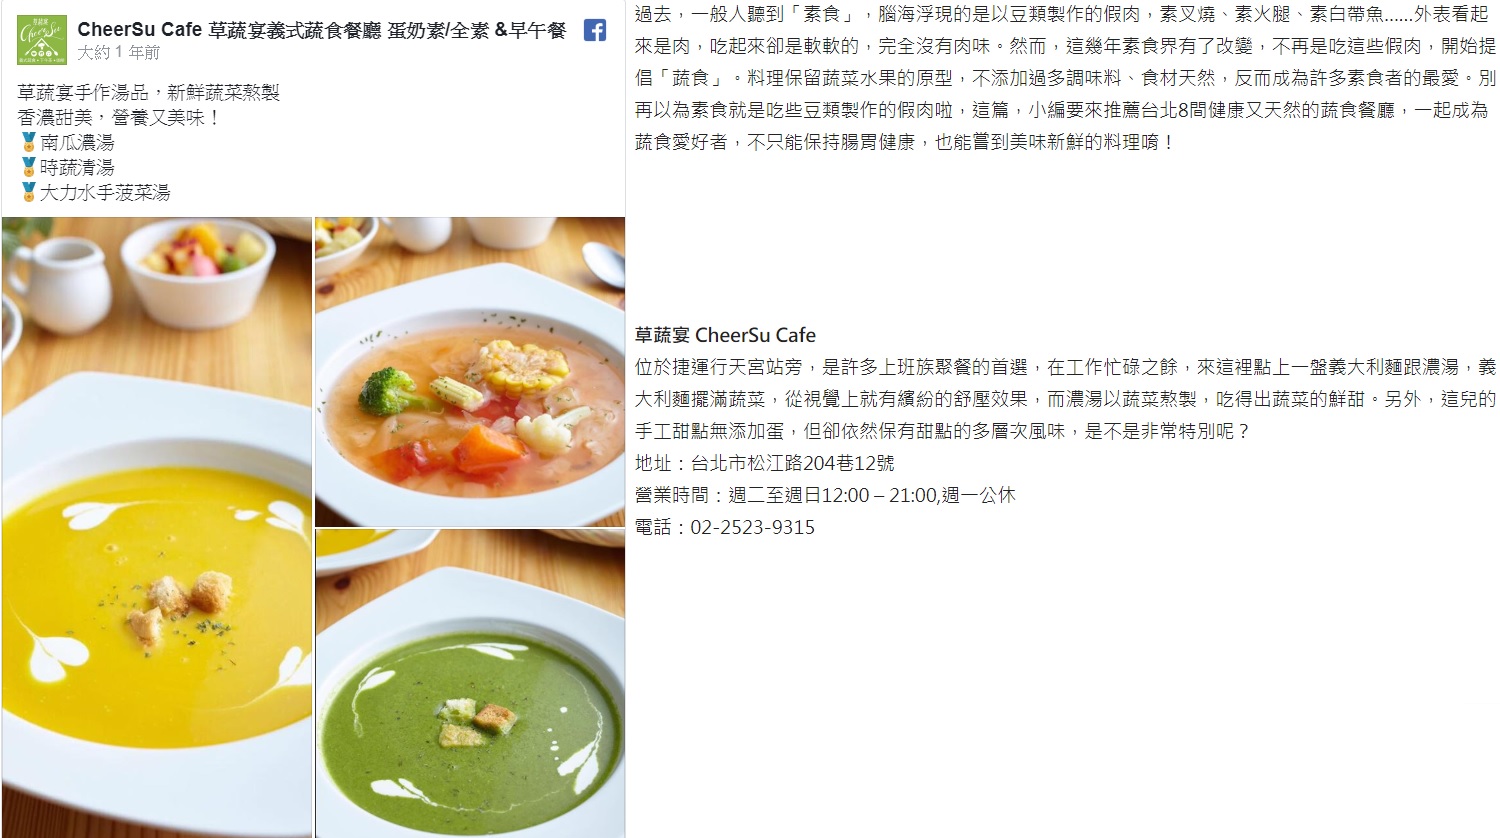 CheerSu Cafe 草蔬宴義式蔬食餐廳 蛋奶素/全素 &早午餐
大約 1 年前
草蔬宴手作湯品，新鮮蔬菜熬製
香濃甜美，營養又美味！
🏅南瓜濃湯
🏅時蔬清湯
🏅大力水手菠菜湯
過去，一般人聽到「素食」，腦海浮現的是以豆類製作的假肉，素叉燒、素火腿、素白帶魚……外表看起
來是肉，吃起來卻是軟軟的，完全沒有肉味。然而，這幾年素食界有了改變，不再是吃這些假肉，開始提
倡「蔬食」。料理保留蔬菜水果的原型，不添加過多調味料、食材天然，反而成為許多素食者的最愛。別
再以為素食就是吃些豆類製作的假肉啦，這篇，小編要來推薦台北8間健康又天然的蔬食餐廳，一起成為
蔬食愛好者，不只能保持腸胃健康，也能嘗到美味新鮮的料理唷！
草蔬宴 CheerSu Cafe
位於捷運行天宮站旁，是許多上班族聚餐的首選，在工作忙碌之餘，來這裡點上一盤義大利麵跟濃湯，義
大利麵擺滿蔬菜，從視覺上就有繽紛的舒壓效果，而濃湯以蔬菜熬製，吃得出蔬菜的鮮甜。另外，這兒的
手工甜點無添加蛋，但卻依然保有甜點的多層次風味，是不是非常特別呢？
地址：台北市松江路204巷12號
營業時間：週二至週日12:00 – 21:00,週一公休
電話：02-2523-9315